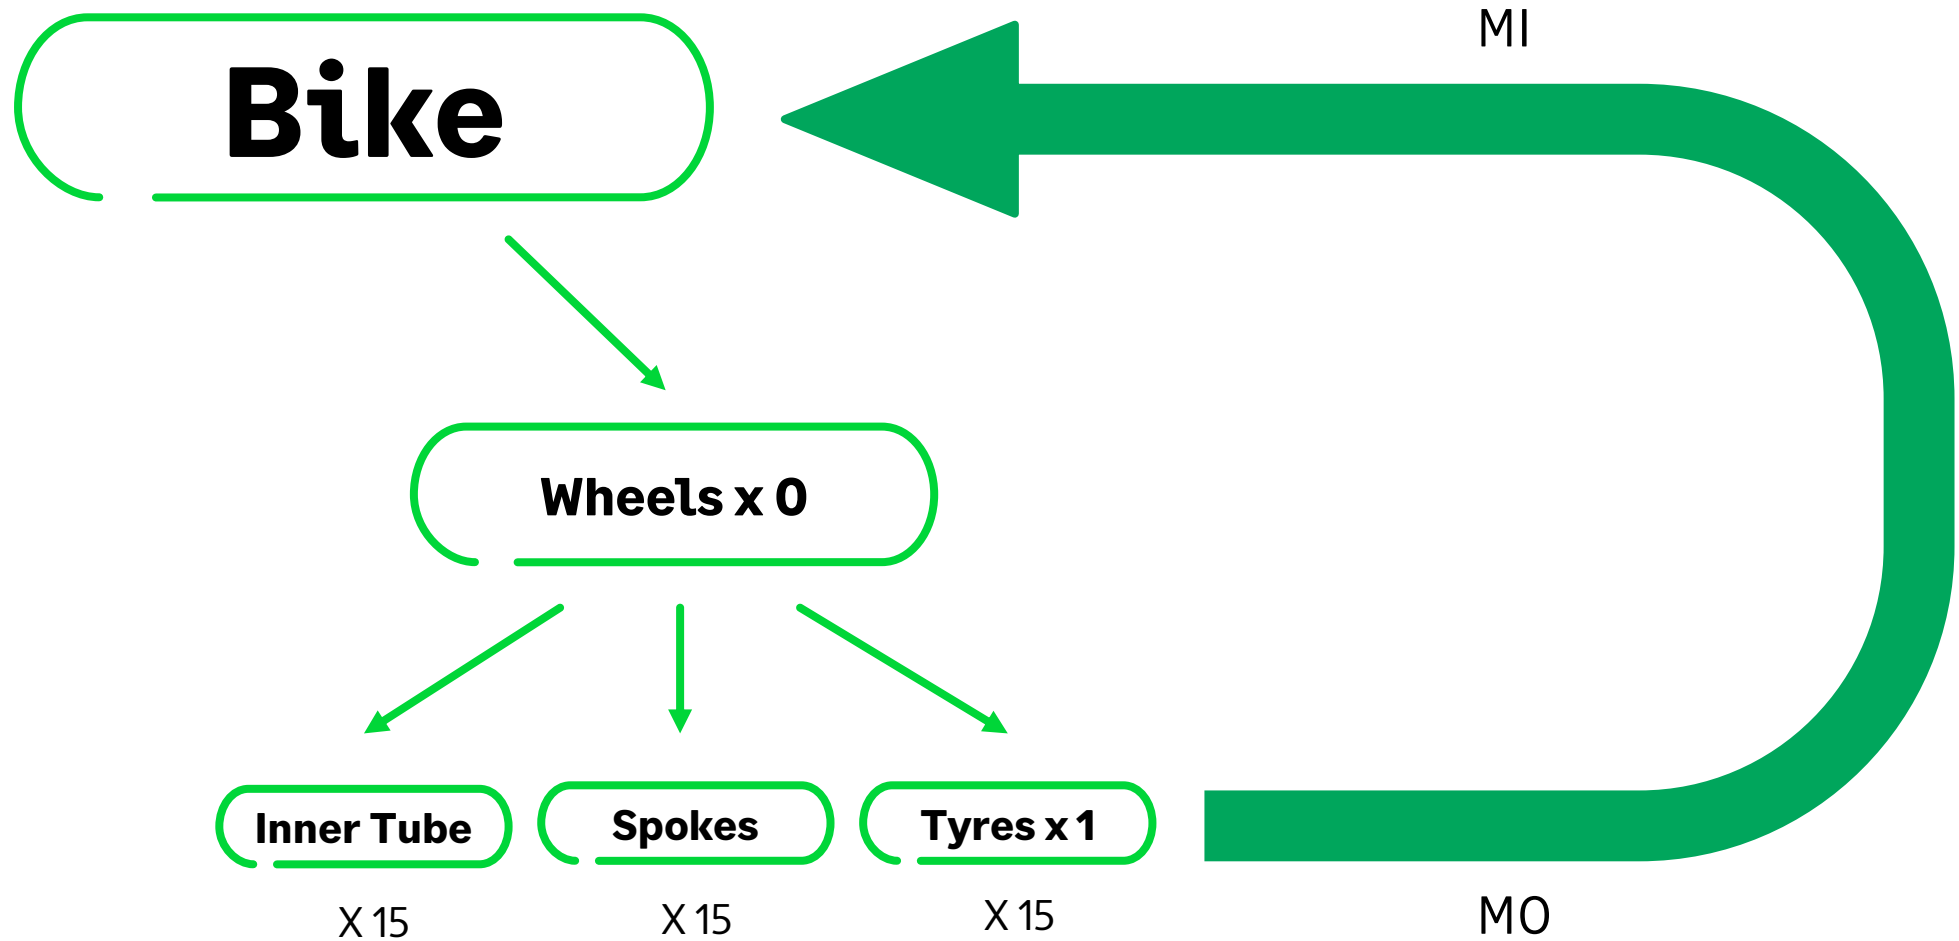 MI
Bike
Wheels x 0
Inner Tube
Spokes
Tyres x 1
X 15
X 15
X 15
MO